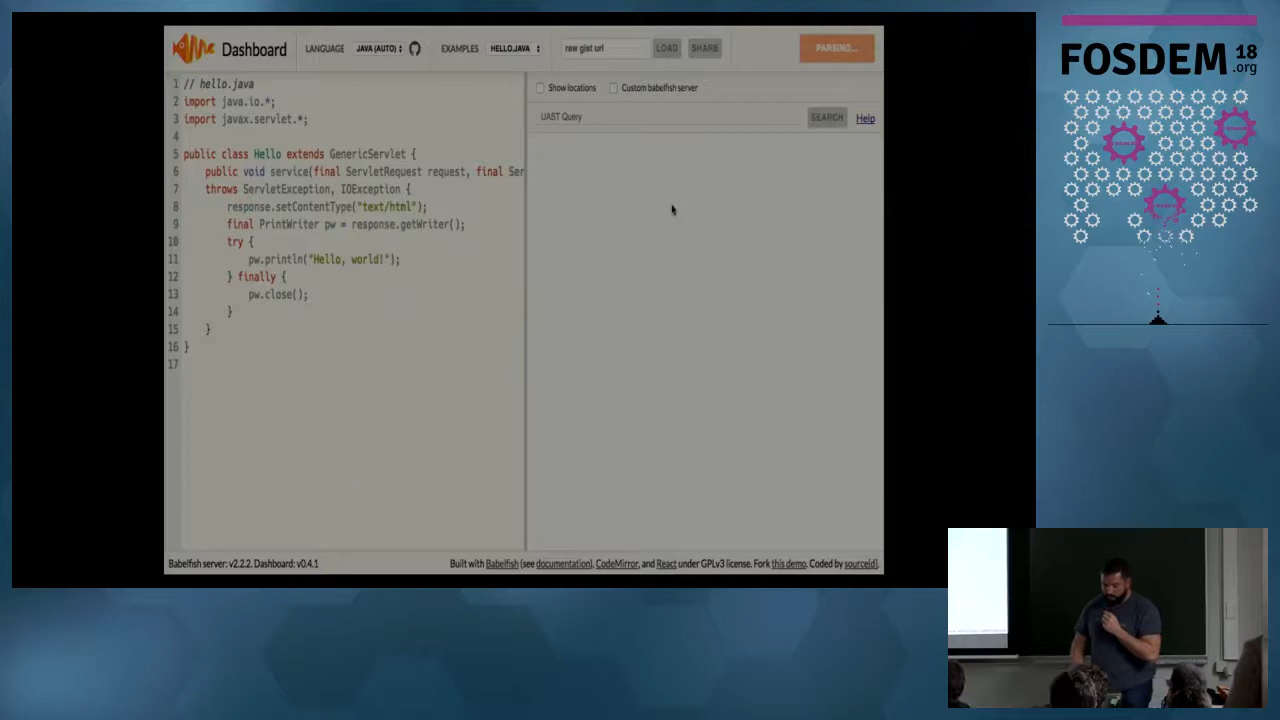 Dashboard LANGUAGE JAVA (AUTO) EXAMPLES HELLO.JAVA raw gist url LOAD SHARE PARSING...
1 // hello.java
2 import java.io.*;
3 import javax.servlet.*;
4
5 public class Hello extends GenericServlet {
6 public void service(final ServletRequest request, final Ser
7 throws ServletException, IOException {
8 response.setContentType("text/html");
9 final PrintWriter pw = response.getWriter();
10 try {
11 pw.println("Hello, world!");
12 } finally {
13 pw.close();
14 }
15 }
16 }
17
Show locations Custom babelfish server
UAST Query SEARCH Help
Babelfish server: v2.2.2. Dashboard: v0.4.1
Built with Babelfish (see documentation), CodeMirror, and React under GPLv3 license. Fork this demo. Coded by source{d}.
FOSDEM 18
.org